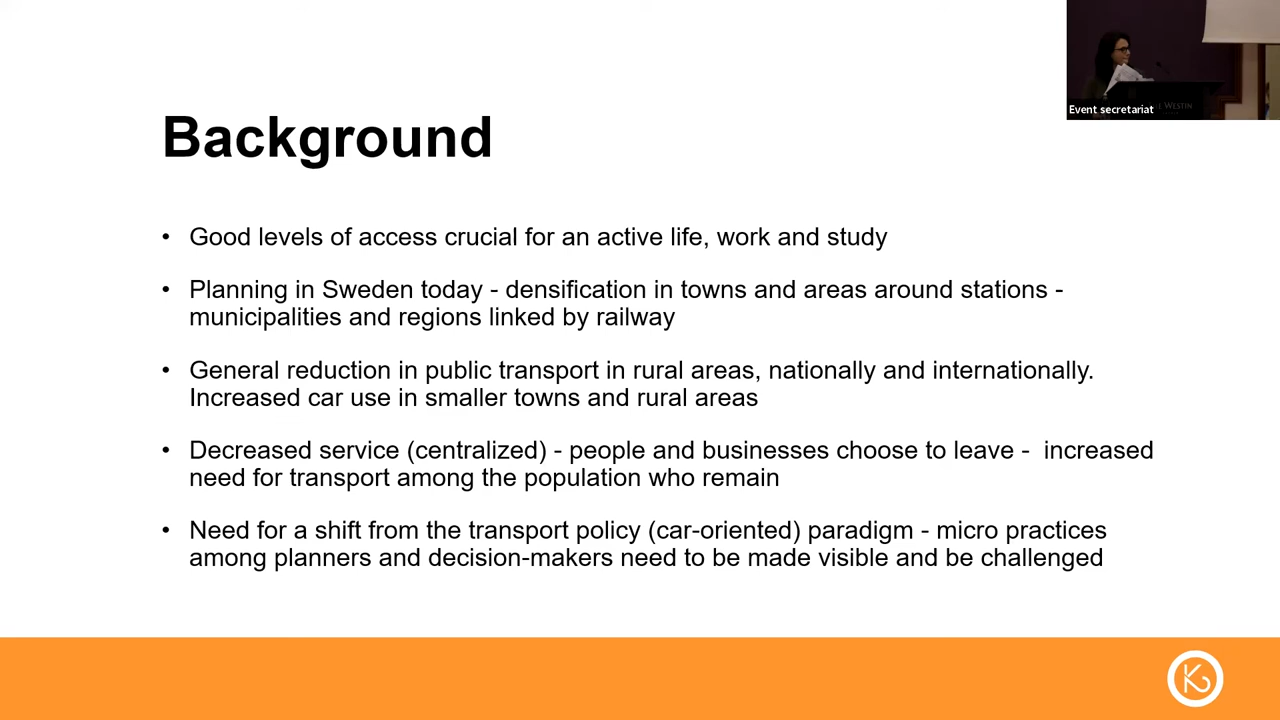 Event secretariat
WESTIN
Background
• Good levels of access crucial for an active life, work and study
• Planning in Sweden today - densification in towns and areas around stations -
municipalities and regions linked by railway
• General reduction in public transport in rural areas, nationally and internationally.
Increased car use in smaller towns and rural areas
• Decreased service (centralized) - people and businesses choose to leave -  increased
need for transport among the population who remain
• Need for a shift from the transport policy (car-oriented) paradigm - micro practices
among planners and decision-makers need to be made visible and be challenged